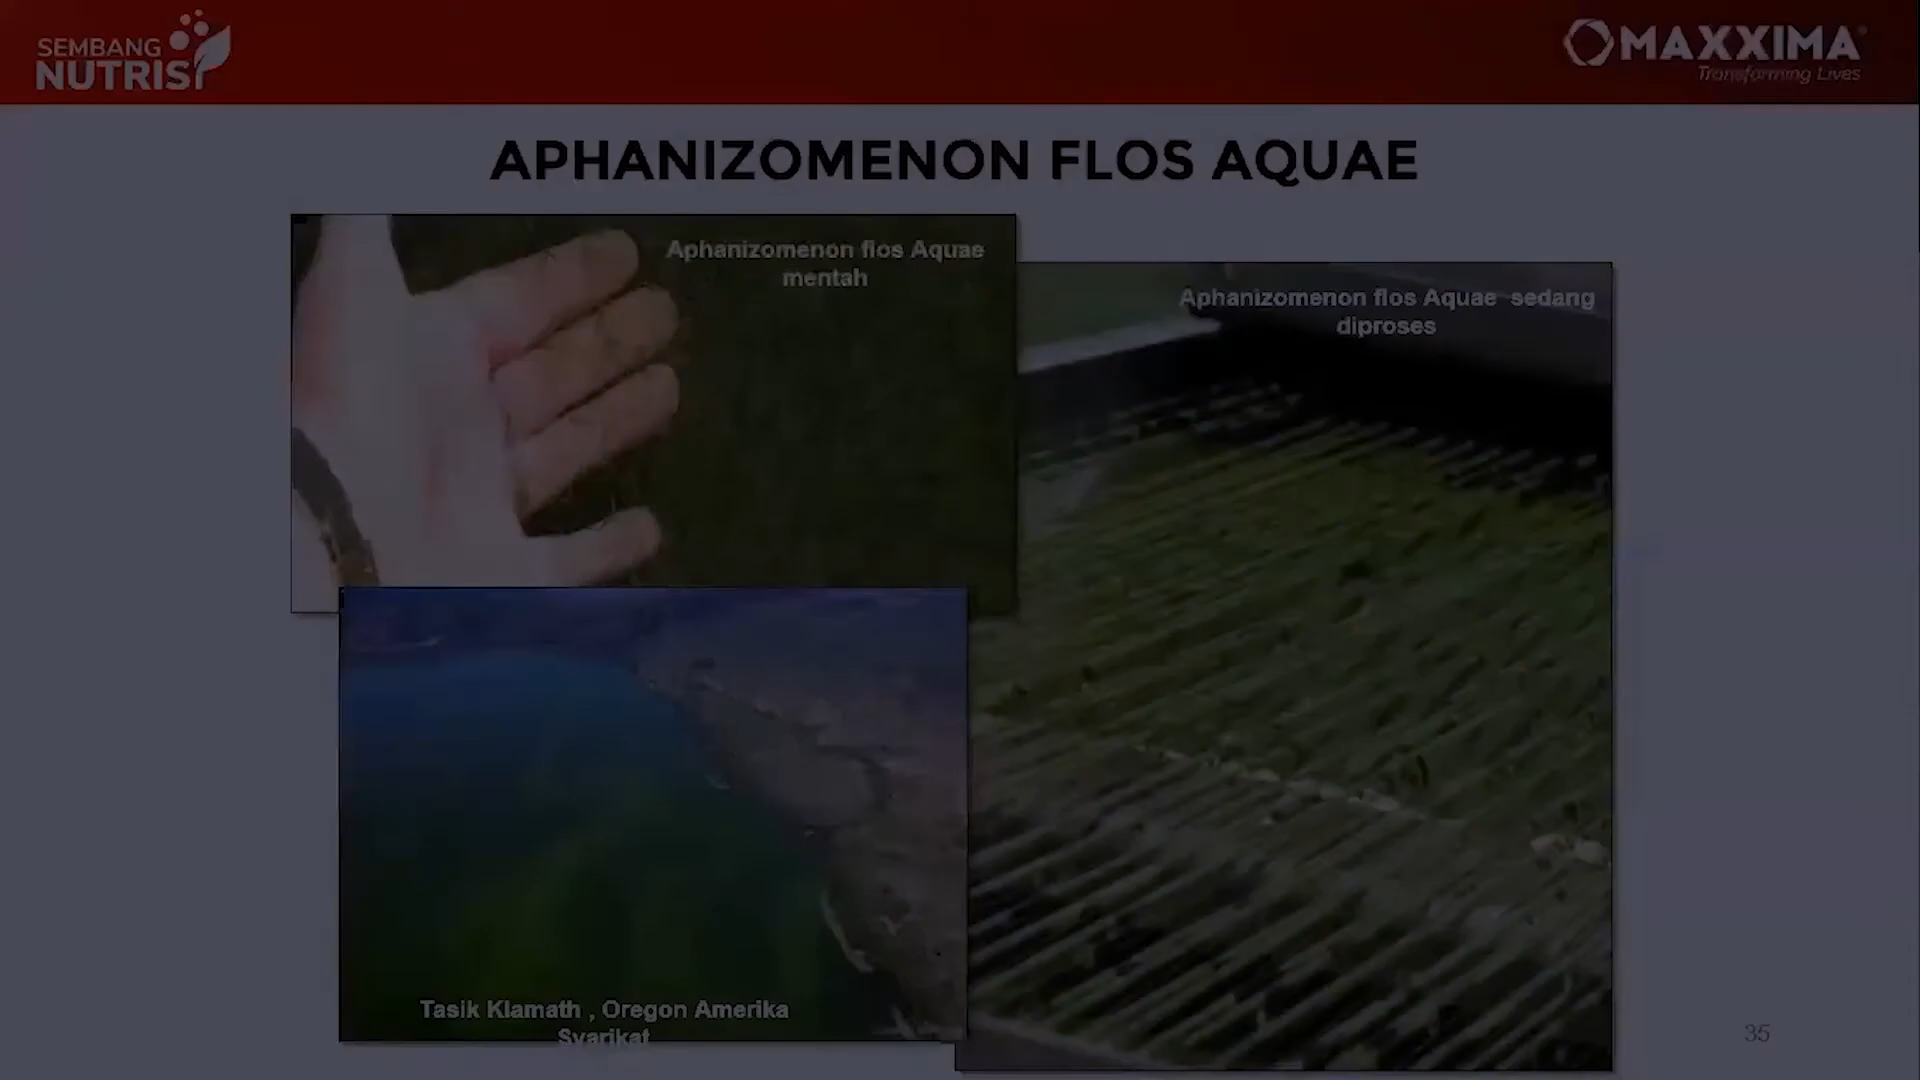 SEMBANG
NUTRISI
MAXXIMA
Transforming Lives
APHANIZOMENON FLOS AQUAE
Aphanizomenon flos Aquae
mentah
Aphanizomenon flos Aquae sedang
diproses
Tasik Klamath , Oregon Amerika
Syarikat
35